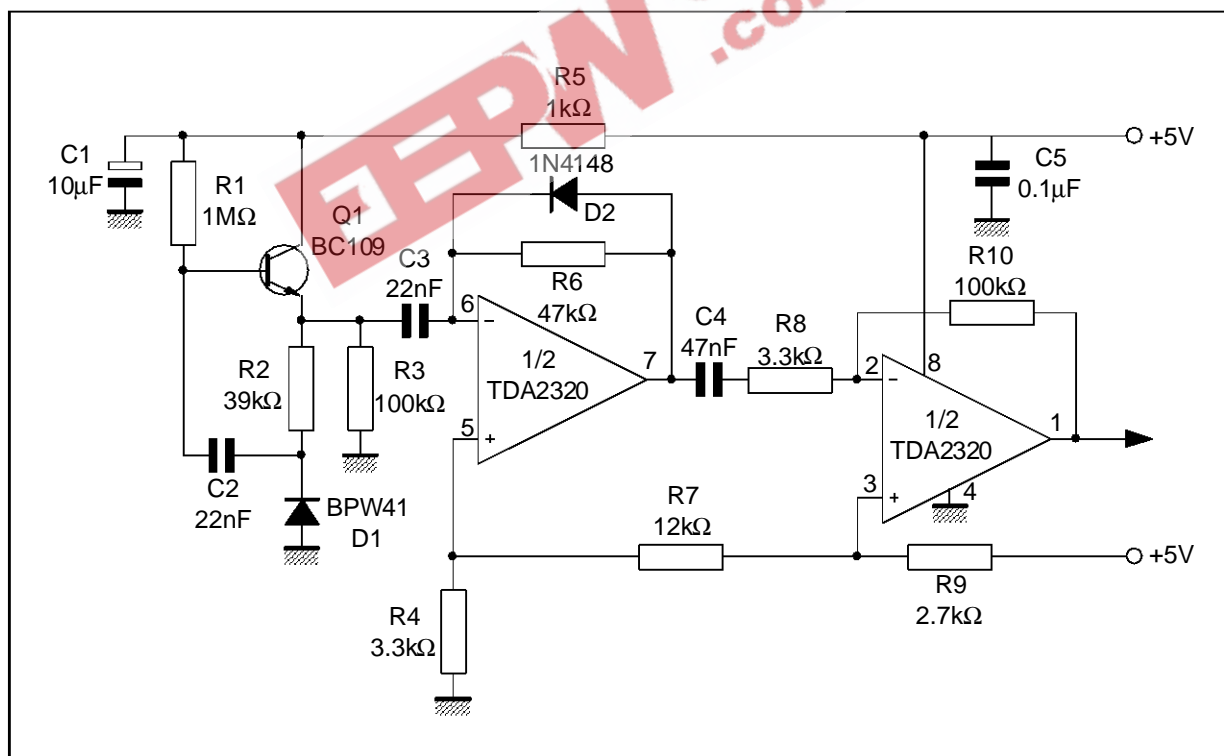 EEPW
.com
R5
1kΩ
+5V
C1
10µF
R1
1MΩ
1N4148
D2
C5
0.1µF
Q1
BC109
C3
22nF
R6
47kΩ
R10
100kΩ
6
−
C4
47nF
R8
3.3kΩ
8
R2
39kΩ
R3
100kΩ
1/2
TDA2320
7
2
−
1/2
TDA2320
1
5
+
C2
22nF
BPW41
D1
R7
12kΩ
3
+
4
+5V
R9
2.7kΩ
R4
3.3kΩ